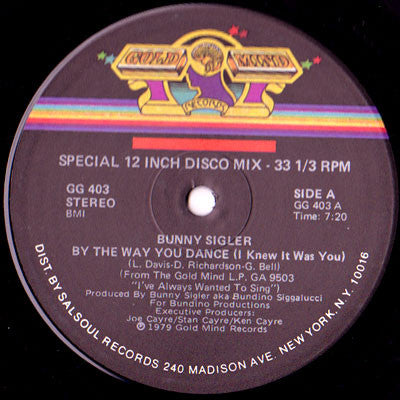 GOLD MIND
RECORDS
SPECIAL 12 INCH DISCO MIX - 33 1/3 RPM
GG 403
STEREO
BMI
SIDE A
GG 403 A
Time: 7:20
BUNNY SIGLER
BY THE WAY YOU DANCE (I Knew It Was You)
(L. Davis-D. Richardson-G. Bell)
(From The Gold Mind L.P. GA 9503
"I've Always Wanted To Sing")
Produced By Bunny Sigler aka Bundino Siggalucci
For Bundino Productions
Executive Producers:
Joe Cayre/Stan Cayre/Ken Cayre
©1979 Gold Mind Records
DIST. BY SALSOUL RECORDS 240 MADISON AVE. NEW YORK, N.Y. 10016